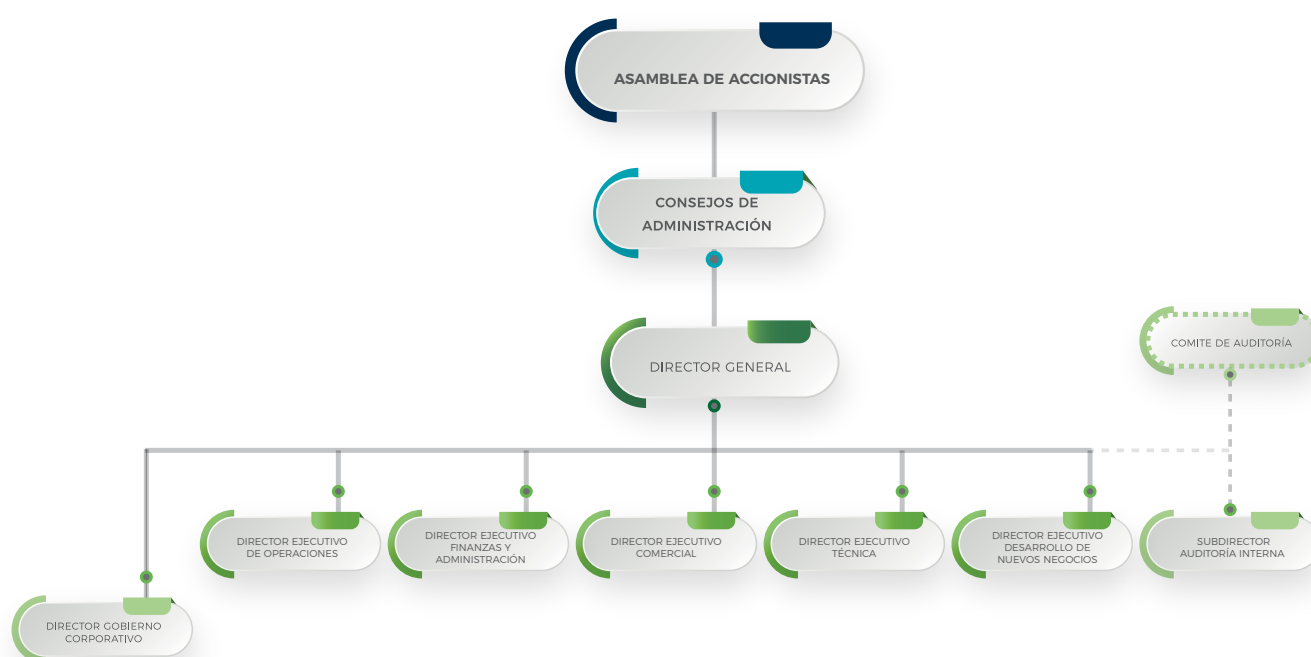 ASAMBLEA DE ACCIONISTAS
CONSEJOS DE
ADMINISTRACIÓN
DIRECTOR GENERAL
COMITE DE AUDITORÍA
DIRECTOR EJECUTIVO
DE OPERACIONES
DIRECTOR EJECUTIVO
FINANZAS Y
ADMINISTRACIÓN
DIRECTOR EJECUTIVO
COMERCIAL
DIRECTOR EJECUTIVO
TÉCNICA
DIRECTOR EJECUTIVO
DESARROLLO DE
NUEVOS NEGOCIOS
SUBDIRECTOR
AUDITORÍA INTERNA
DIRECTOR GOBIERNO
CORPORATIVO